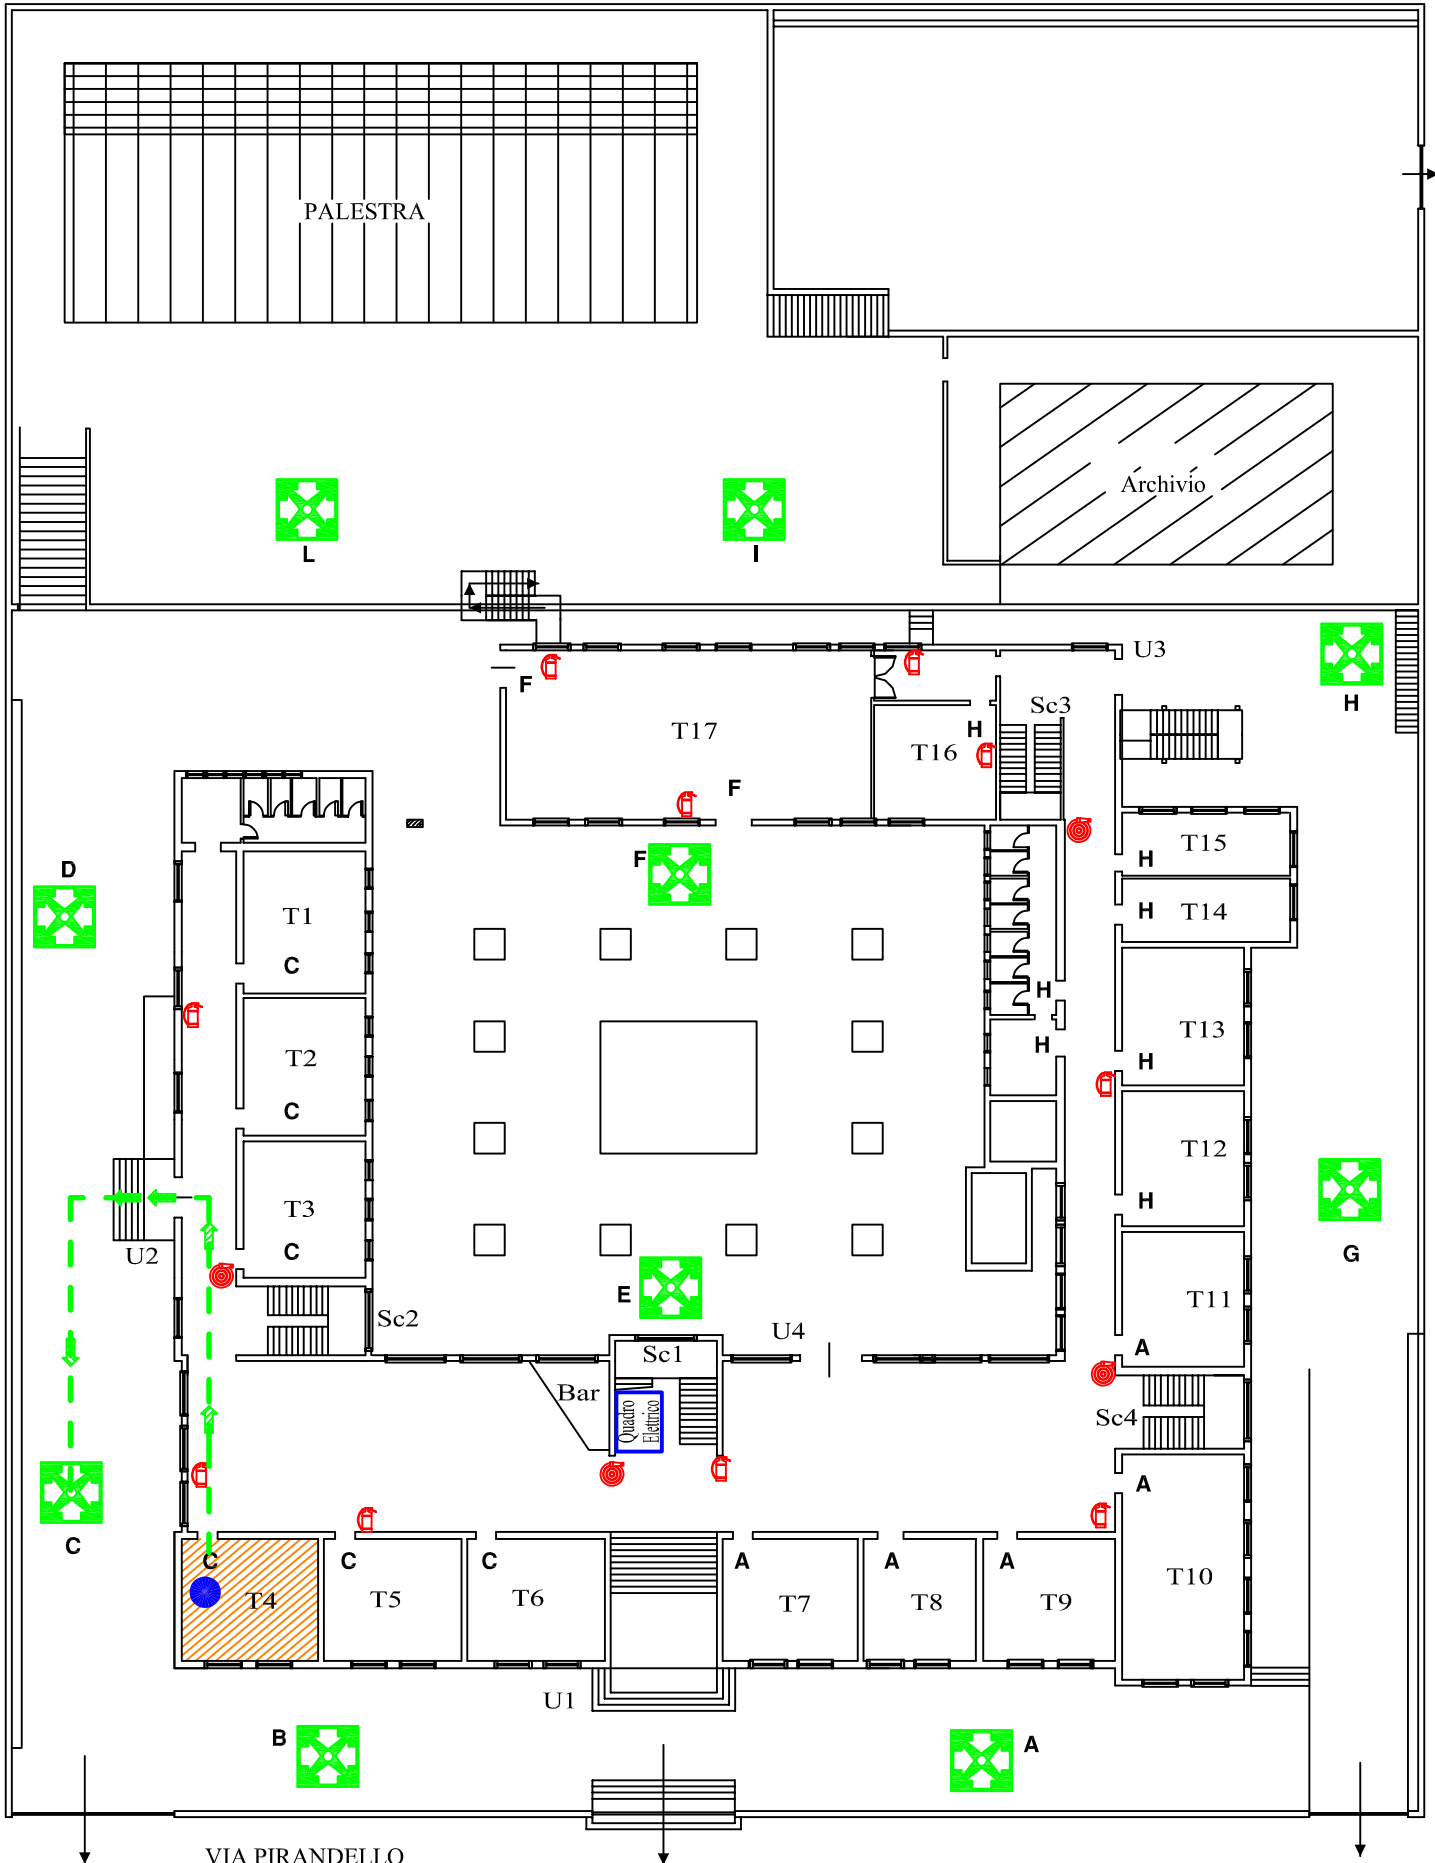 PALESTRA
Archivio
L
I
U3
H
F
Sc3
T17
H
T16
F
T15
H
F
D
T14
H
T1
C
H
T13
H
H
T2
C
T12
H
T3
C
G
U2
E
T11
Sc2
U4
A
Sc1
Bar
Quadro
Elettrico
Sc4
A
C
C
C
C
A
A
A
T10
T4
T5
T6
T7
T8
T9
U1
B
A
VIA PIRANDELLO